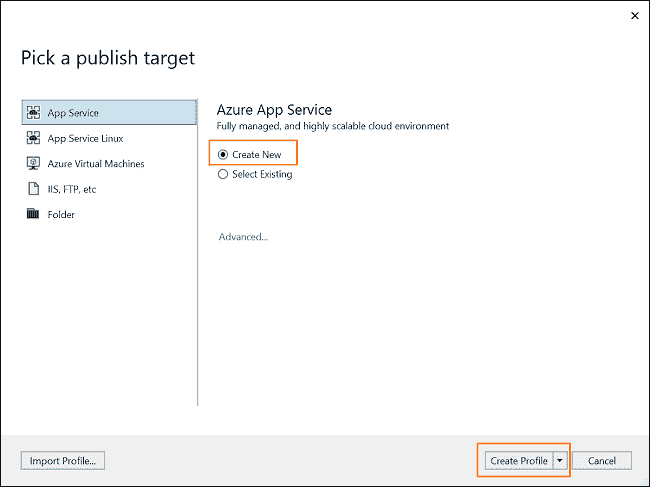 Pick a publish target
App Service
App Service Linux
Azure Virtual Machines
IIS, FTP, etc
Folder
Azure App Service
Fully managed, and highly scalable cloud environment
Create New
Select Existing
Advanced...
Import Profile...
Create Profile
Cancel